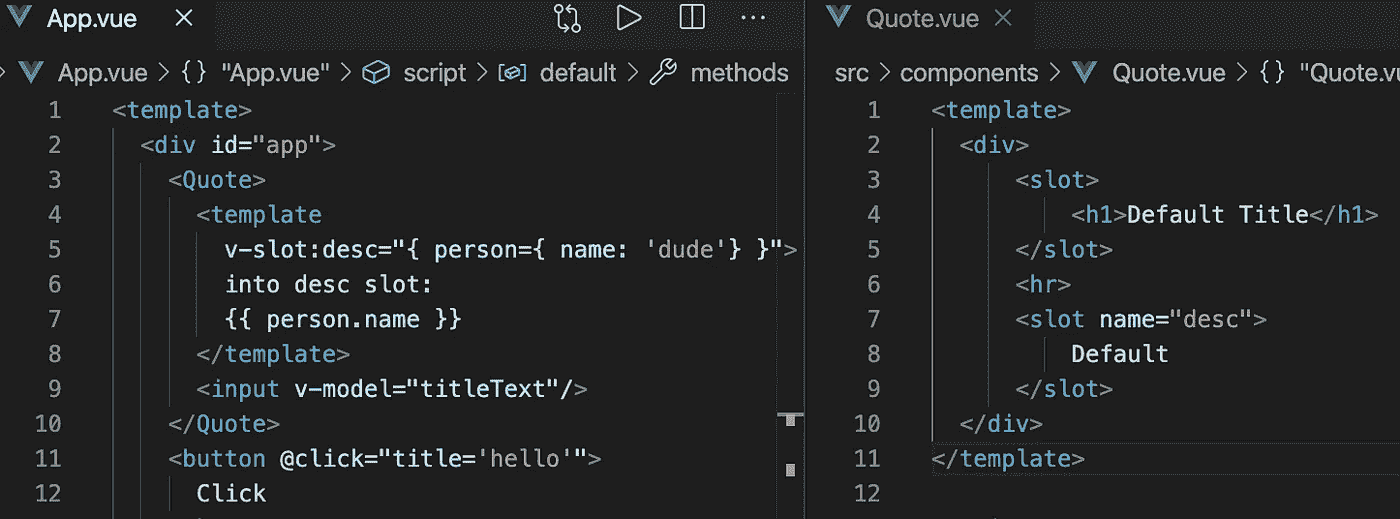 App.vue
App.vue > {} "App.vue" > script > default > methods
1 <template>
2 <div id="app">
3 <Quote>
4 <template
5 v-slot:desc="{ person={ name: 'dude'} }">
6 into desc slot:
7 {{ person.name }}
8 </template>
9 <input v-model="titleText"/>
10 </Quote>
11 <button @click="title='hello'">
12 Click
Quote.vue
src > components > Quote.vue > {} "Quote.vu
1 <template>
2 <div>
3 <slot>
4 <h1>Default Title</h1>
5 </slot>
6 <hr>
7 <slot name="desc">
8 Default
9 </slot>
10 </div>
11 </template>
12